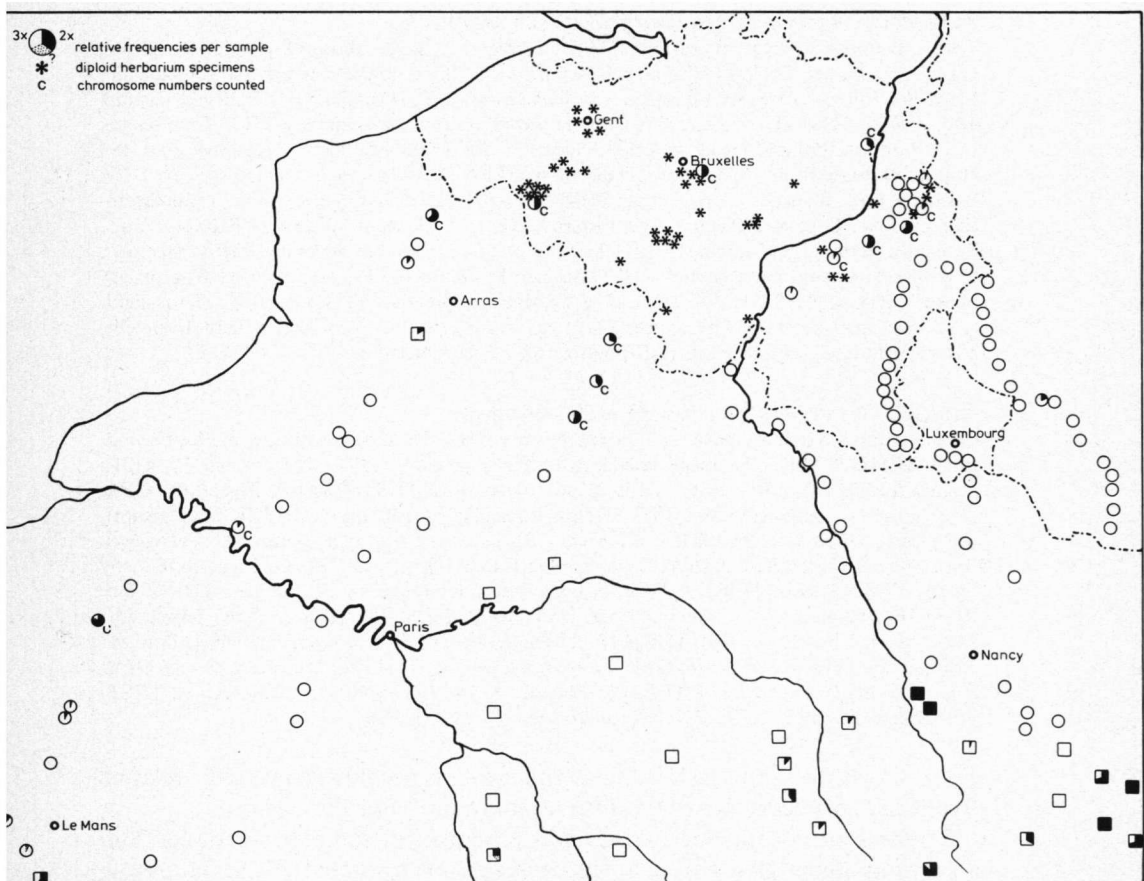 3x 2x
relative frequencies per sample
* diploid herbarium specimens
c chromosome numbers counted
Gent
Bruxelles
c
c
c
c
c
c
c
Arras
c
c
c
Luxembourg
c
c
Paris
Nancy
Le Mans